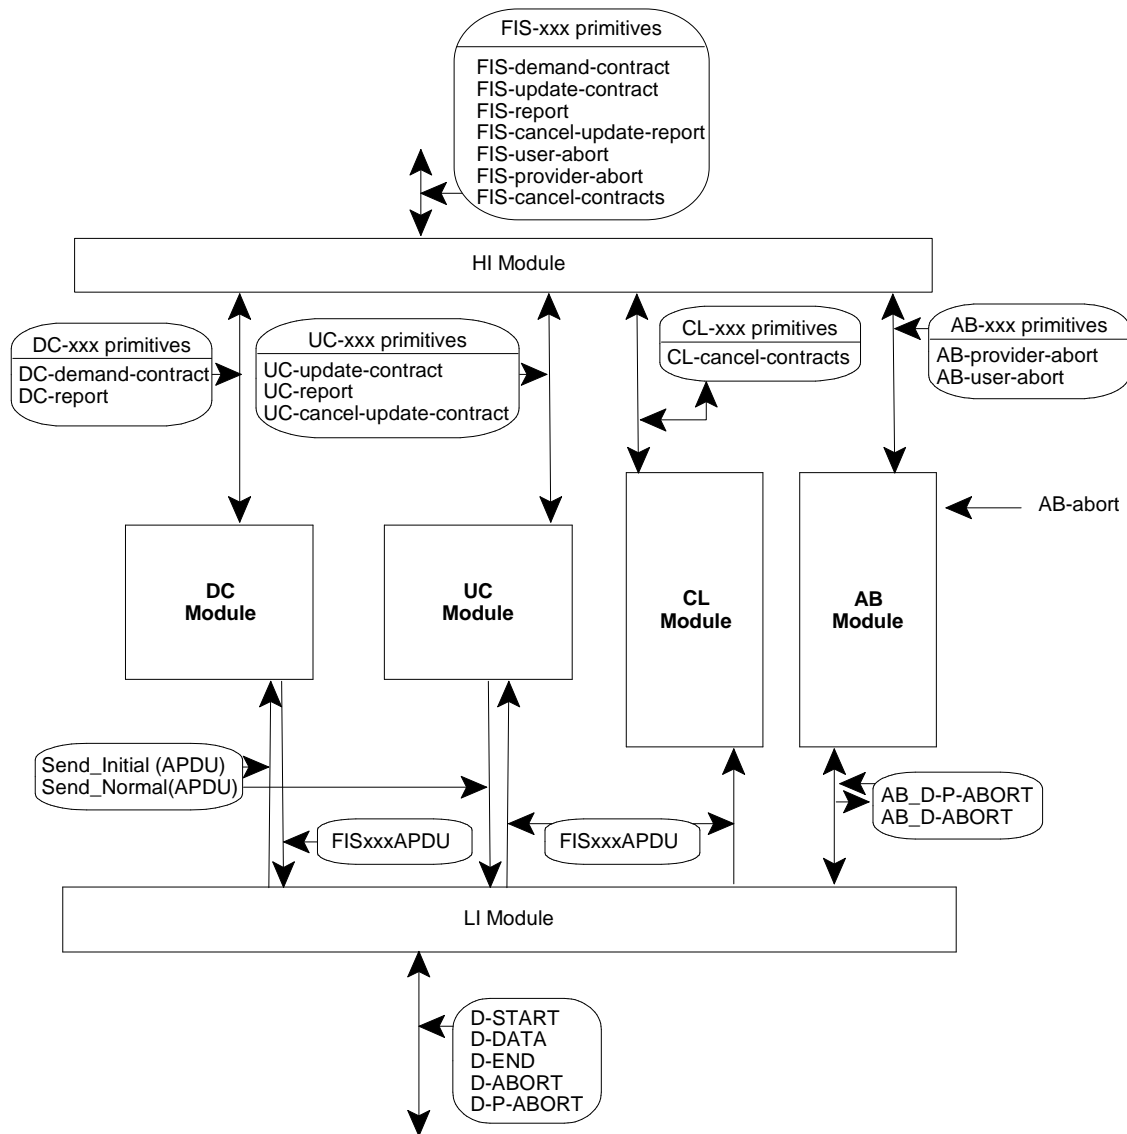 FIS-xxx primitives
FIS-demand-contract
FIS-update-contract
FIS-report
FIS-cancel-update-report
FIS-user-abort
FIS-provider-abort
FIS-cancel-contracts
HI Module
DC-xxx primitives
DC-demand-contract
DC-report
UC-xxx primitives
UC-update-contract
UC-report
UC-cancel-update-contract
CL-xxx primitives
CL-cancel-contracts
AB-xxx primitives
AB-provider-abort
AB-user-abort
AB-abort
DC
Module
UC
Module
CL
Module
AB
Module
Send_Initial (APDU)
Send_Normal(APDU)
FISxxxAPDU
FISxxxAPDU
AB_D-P-ABORT
AB_D-ABORT
LI Module
D-START
D-DATA
D-END
D-ABORT
D-P-ABORT